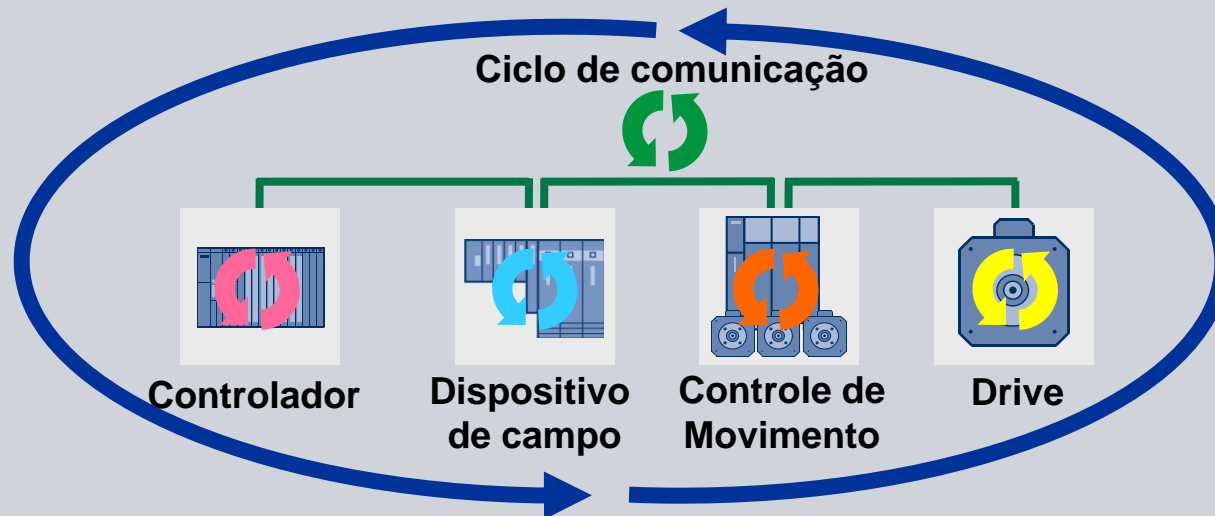 Ciclo de comunicação
Controlador
Dispositivo
de campo
Controle de
Movimento
Drive